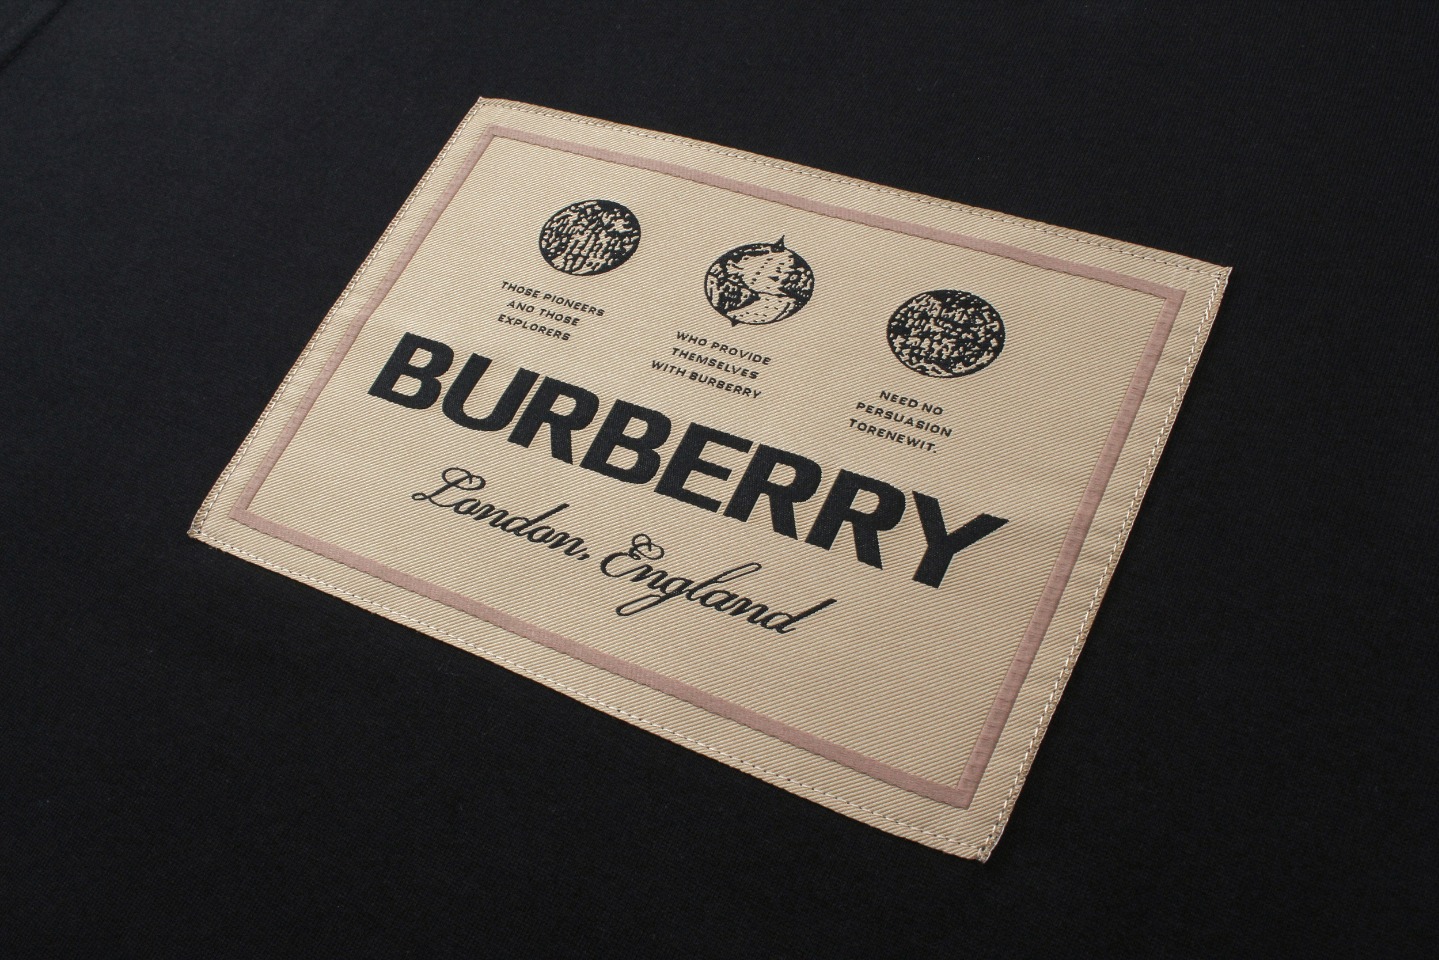 THOSE PIONEERS
AND THOSE
EXPLORERS
WHO PROVIDE
THEMSELVES
WITH BURBERRY
NEED NO
PERSUASION
TORENEWIT.
BURBERRY
London, England